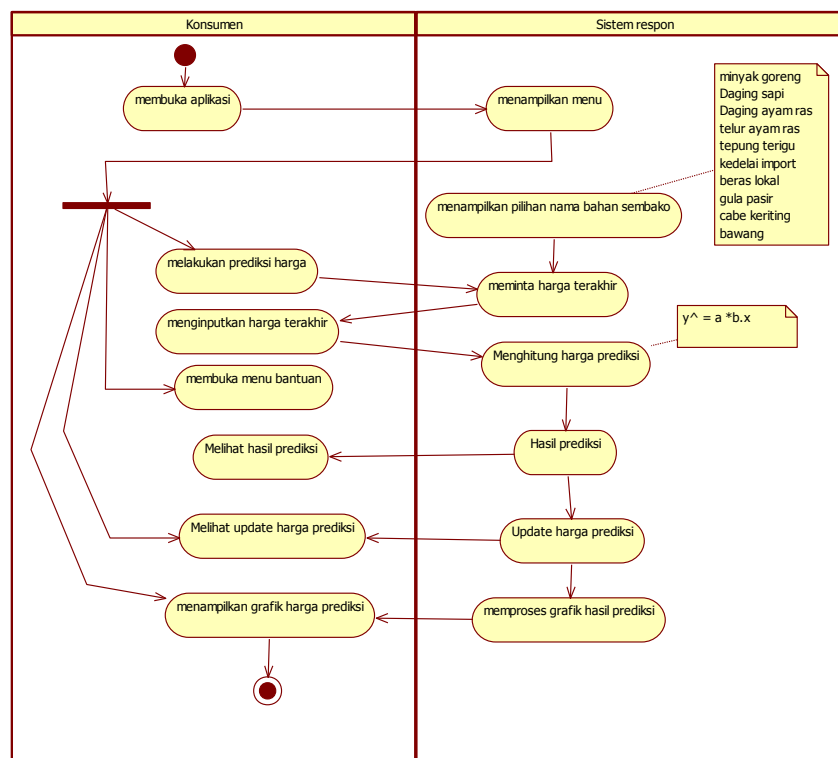 Konsumen
Sistem respon
membuka aplikasi
menampilkan menu
minyak goreng
Daging sapi
Daging ayam ras
telur ayam ras
tepung terigu
kedelai import
beras lokal
gula pasir
cabe keriting
bawang
menampilkan pilihan nama bahan sembako
melakukan prediksi harga
meminta harga terakhir
menginputkan harga terakhir
y^ = a *b.x
Menghitung harga prediksi
membuka menu bantuan
Melihat hasil prediksi
Hasil prediksi
Melihat update harga prediksi
Update harga prediksi
menampilkan grafik harga prediksi
memproses grafik hasil prediksi